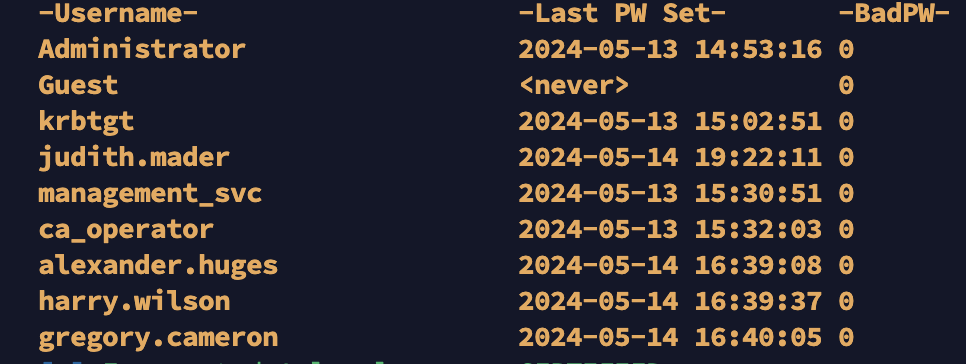 -Username- -Last PW Set- -BadPW-
Administrator 2024-05-13 14:53:16 0
Guest <never> 0
krbtgt 2024-05-13 15:02:51 0
judith.mader 2024-05-14 19:22:11 0
management_svc 2024-05-13 15:30:51 0
ca_operator 2024-05-13 15:32:03 0
alexander.huges 2024-05-14 16:39:08 0
harry.wilson 2024-05-14 16:39:37 0
gregory.cameron 2024-05-14 16:40:05 0